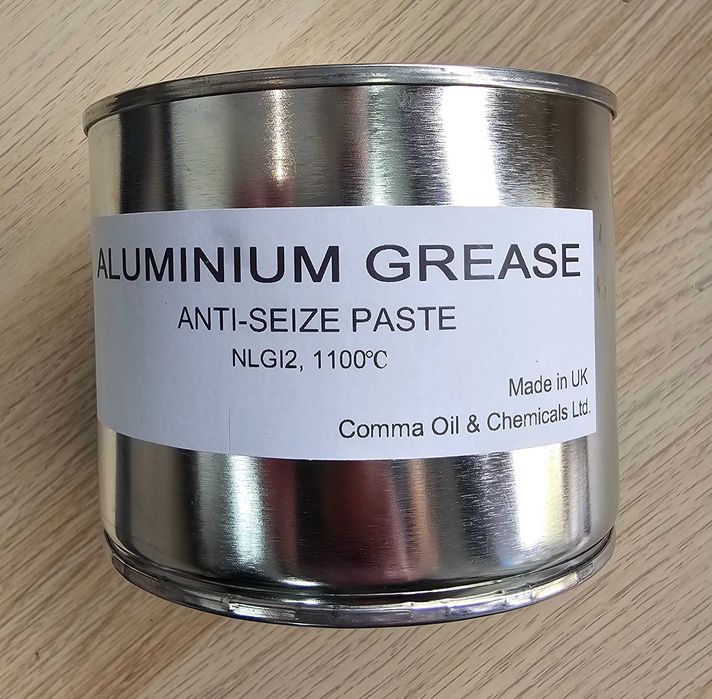 ALUMINIUM GREASE
ANTI-SEIZE PASTE
NLGI2, 1100℃
Made in UK
Comma Oil & Chemicals Ltd.